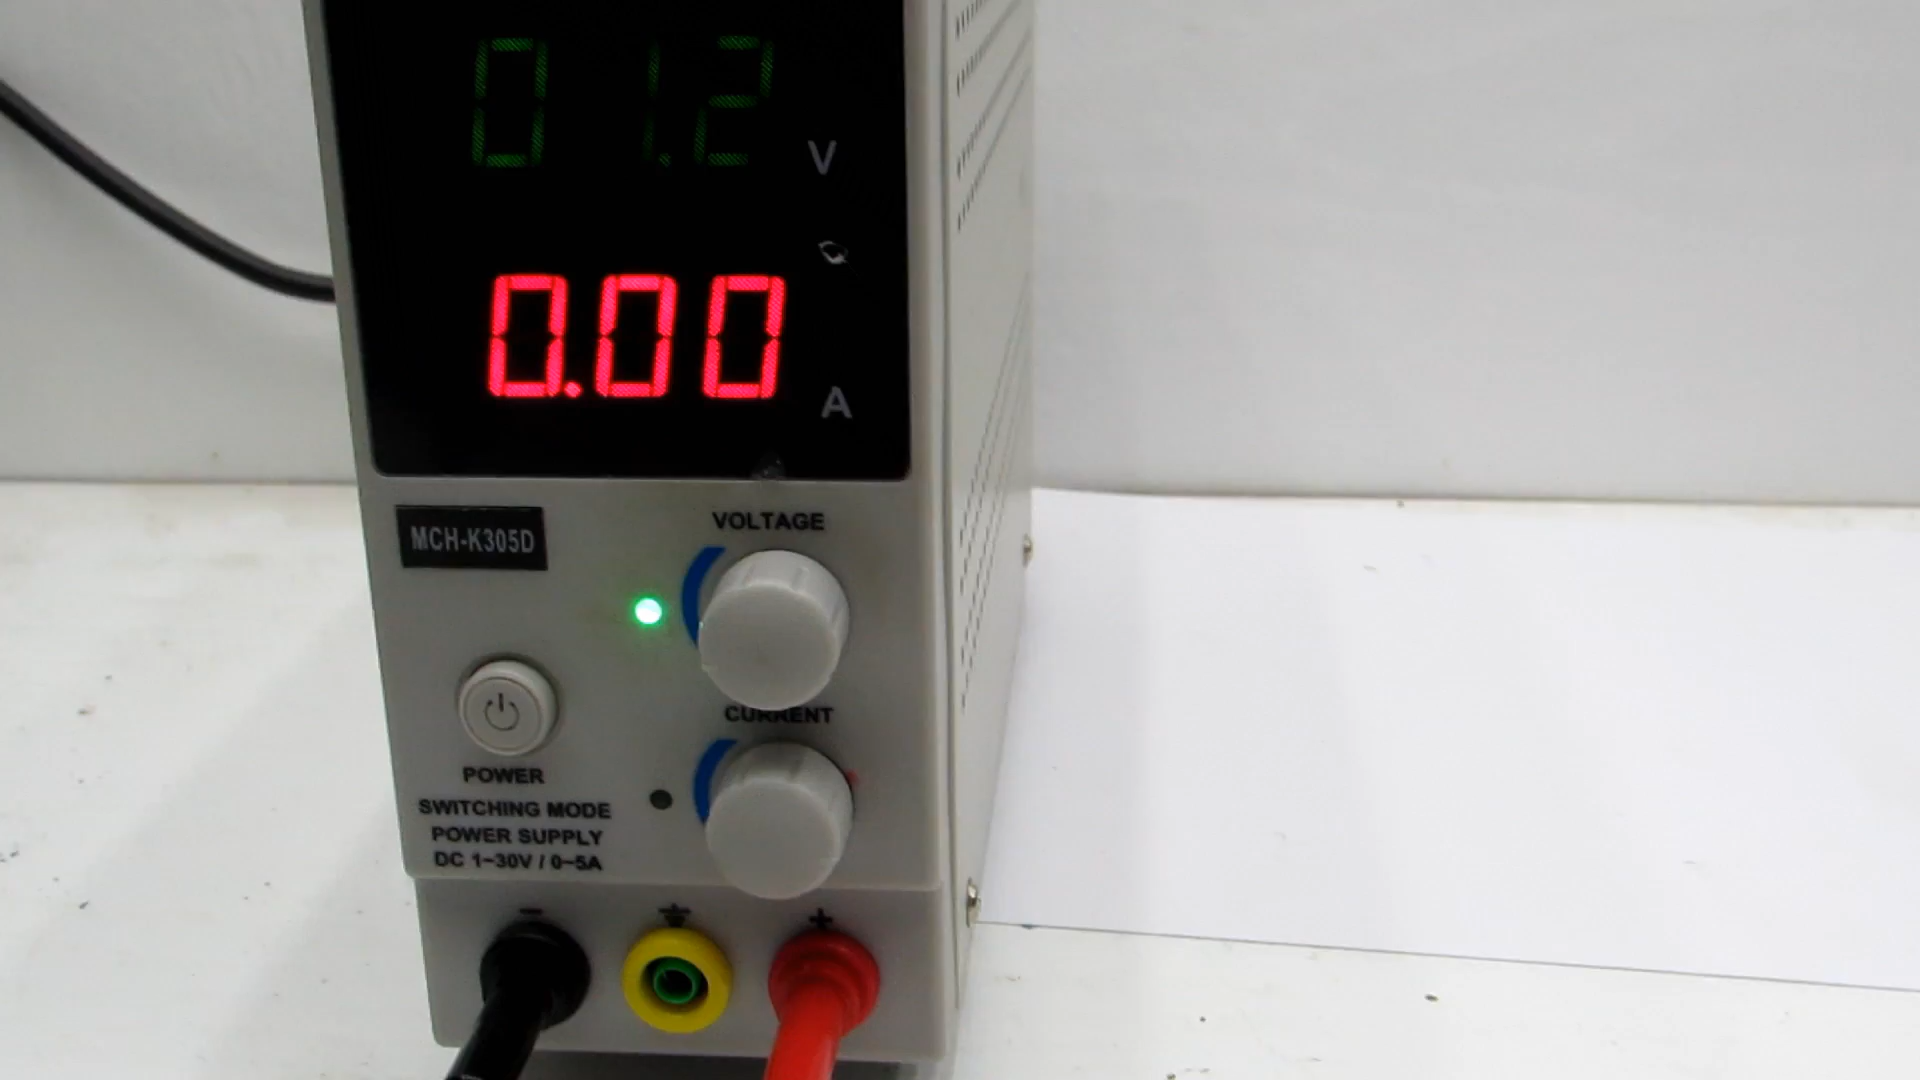 01.2
V
0.00
A
MCH-K305D
VOLTAGE
CURRENT
POWER
SWITCHING MODE
POWER SUPPLY
DC 1~30V / 0~5A
- +